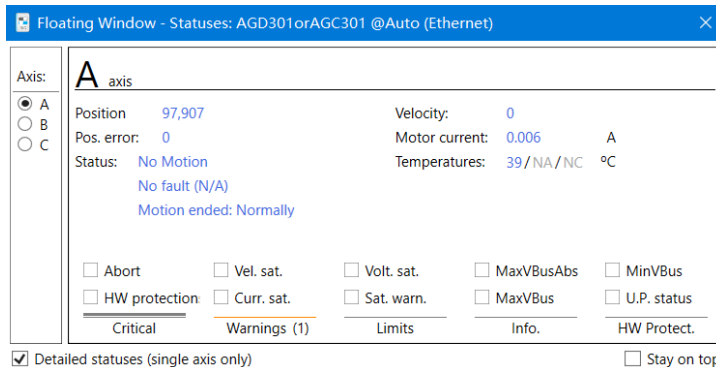 Floating Window - Statuses: AGD301orAGC301 @Auto (Ethernet)
Axis:
A
B
C
A axis
Position 97,907 Velocity: 0
Pos. error: 0 Motor current: 0.006 A
Status: No Motion Temperatures: 39/NA/NC ºC
No fault (N/A)
Motion ended: Normally
Abort Vel. sat. Volt. sat. MaxVBusAbs MinVBus
HW protection: Curr. sat. Sat. warn. MaxVBus U.P. status
Critical Warnings (1) Limits Info. HW Protect.
Detailed statuses (single axis only) Stay on top